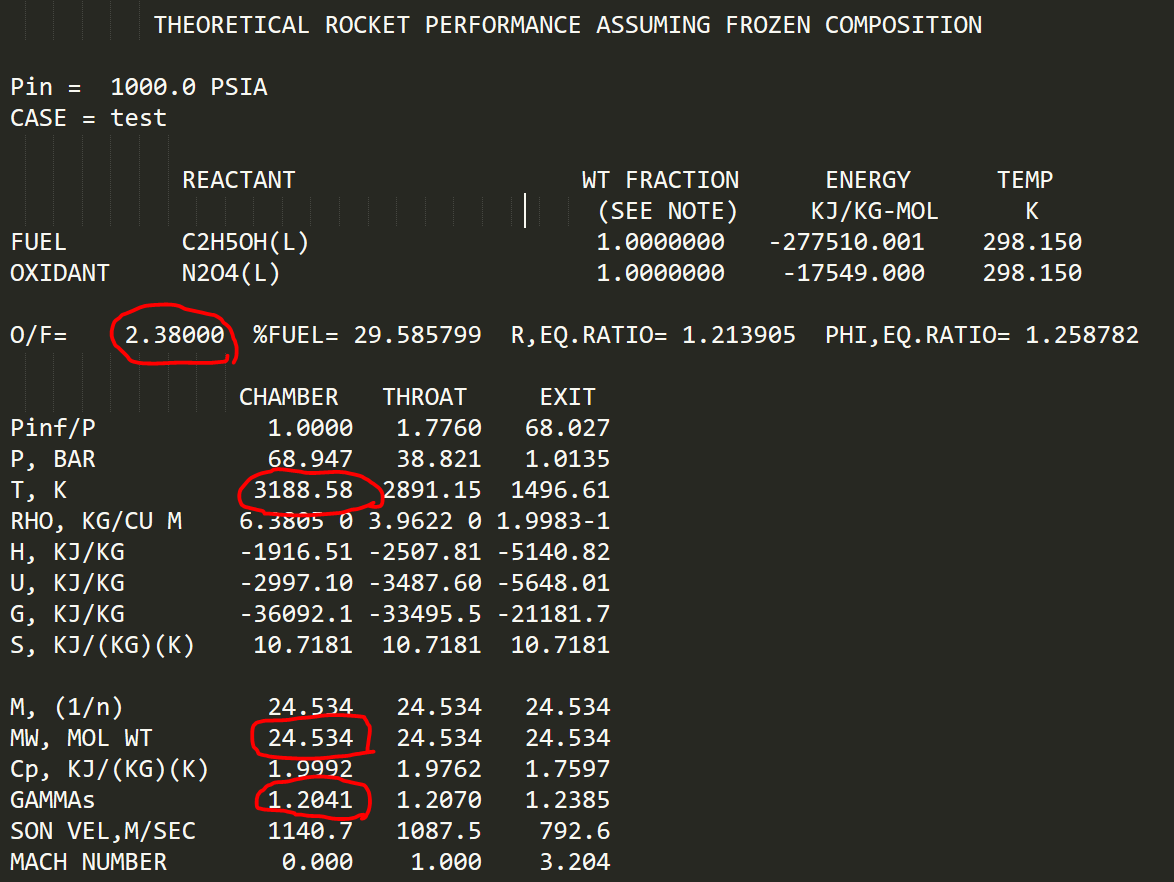 THEORETICAL ROCKET PERFORMANCE ASSUMING FROZEN COMPOSITION
Pin =  1000.0 PSIA
CASE = test
REACTANT WT FRACTION ENERGY TEMP
(SEE NOTE) KJ/KG-MOL K
FUEL C2H5OH(L) 1.0000000 -277510.001 298.150
OXIDANT N2O4(L) 1.0000000 -17549.000 298.150
O/F= 2.38000 %FUEL= 29.585799 R,EQ.RATIO= 1.213905 PHI,EQ.RATIO= 1.258782
CHAMBER THROAT EXIT
Pinf/P 1.0000 1.7760 68.027
P, BAR 68.947 38.821 1.0135
T, K 3188.58 2891.15 1496.61
RHO, KG/CU M 6.3805 0 3.9622 0 1.9983-1
H, KJ/KG -1916.51 -2507.81 -5140.82
U, KJ/KG -2997.10 -3487.60 -5648.01
G, KJ/KG -36092.1 -33495.5 -21181.7
S, KJ/(KG)(K) 10.7181 10.7181 10.7181
M, (1/n) 24.534 24.534 24.534
MW, MOL WT 24.534 24.534 24.534
Cp, KJ/(KG)(K) 1.9992 1.9762 1.7597
GAMMAs 1.2041 1.2070 1.2385
SON VEL,M/SEC 1140.7 1087.5 792.6
MACH NUMBER 0.000 1.000 3.204